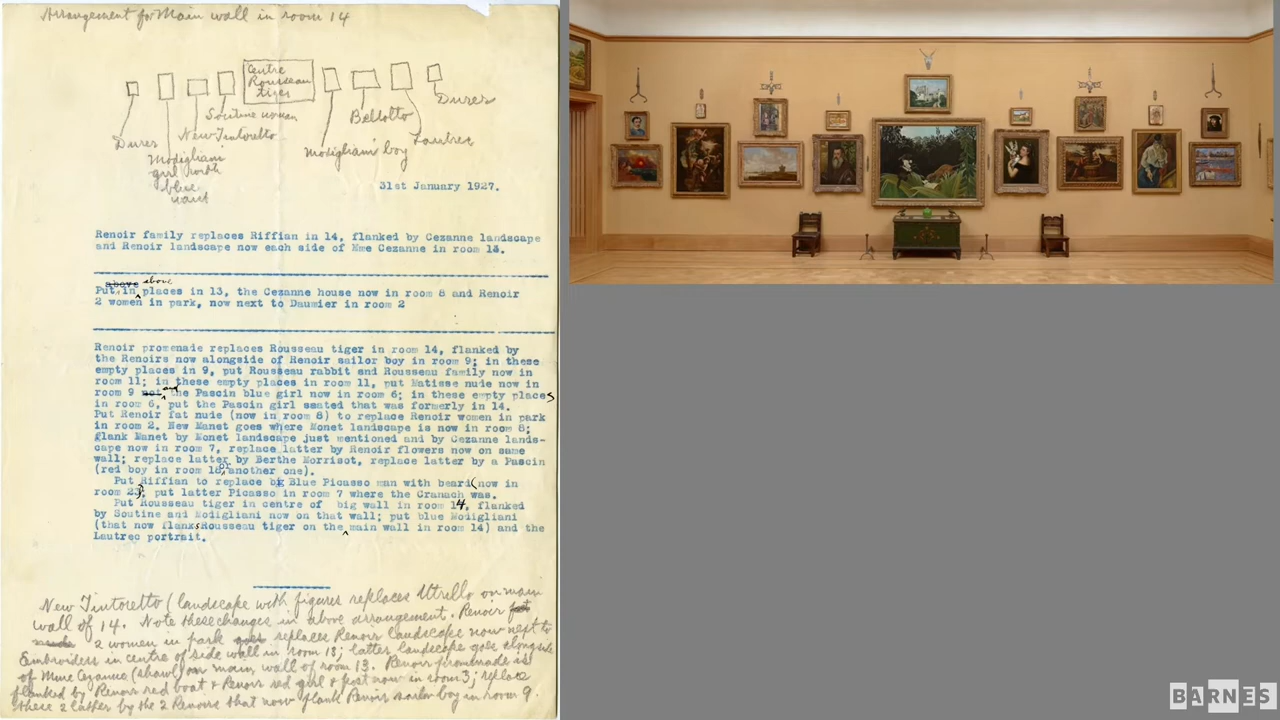 Arrangement for Main wall in room 14
Centre
Rousseau
tiger
Durer
Soutine woman
Bellotto
New Tintoretto
Durer
Lautrec
Modigliani
girl with
blue
waist
Modigliani boy
31st January 1927.
Renoir family replaces Riffian in 14, flanked by Cezanne landscape
and Renoir landscape now each side of Mme Cezanne in room 13.
above above
Put in places in 13, the Cezanne house now in room 8 and Renoir
2 women in park, now next to Daumier in room 2
Renoir promenade replaces Rousseau tiger in room 14, flanked by
the Renoirs now alongside of Renoir sailor boy in room 9; in these
empty places in 9, put Rousseau rabbit and Rousseau family now in
room 11; in these empty places in room 11, put Matisse nude now in
room 9 and the Pascin blue girl now in room 6; in these empty places
in room 6, put the Pascin girl seated that was formerly in 14.
Put Renoir fat nude (now in room 8) to replace Renoir women in park
in room 2. New Manet goes where Monet landscape is now in room 8;
glank Manet by Monet landscape just mentioned and by Cezanne lands-
cape now in room 7, replace latter by Renoir flowers now on same
wall; replace latter by Berthe Morrisot, replace latter by a Pascin
(red boy in room 18, or another one).
Put Riffian to replace big Blue Picasso man with beard (now in
room 23); put latter Picasso in room 7 where the Cranach was.
Put Rousseau tiger in centre of big wall in room 14, flanked
by Soutine and Modigliani now on that wall; put blue Modigliani
(that now flanks Rousseau tiger on the main wall in room 14) and the
Lautrec portrait.
New Tintoretto (landscape with figures replaces Utrillo on main
wall of 14. Note these changes in above arrangement. Renoir fat
nude 2 women in park goes replaces Renoir landscape now next to
Embroiders in centre of side wall in room 13; latter landscape goes alongside
of Mme Cezanne (shawl) on main wall of room 13. Renoir promenade is
flanked by Renoir red boat & Renoir red girl & post now in room 3; replace
these 2 latter by the 2 Renoirs that now flank Renoir sailor boy in room 9.
BARNES